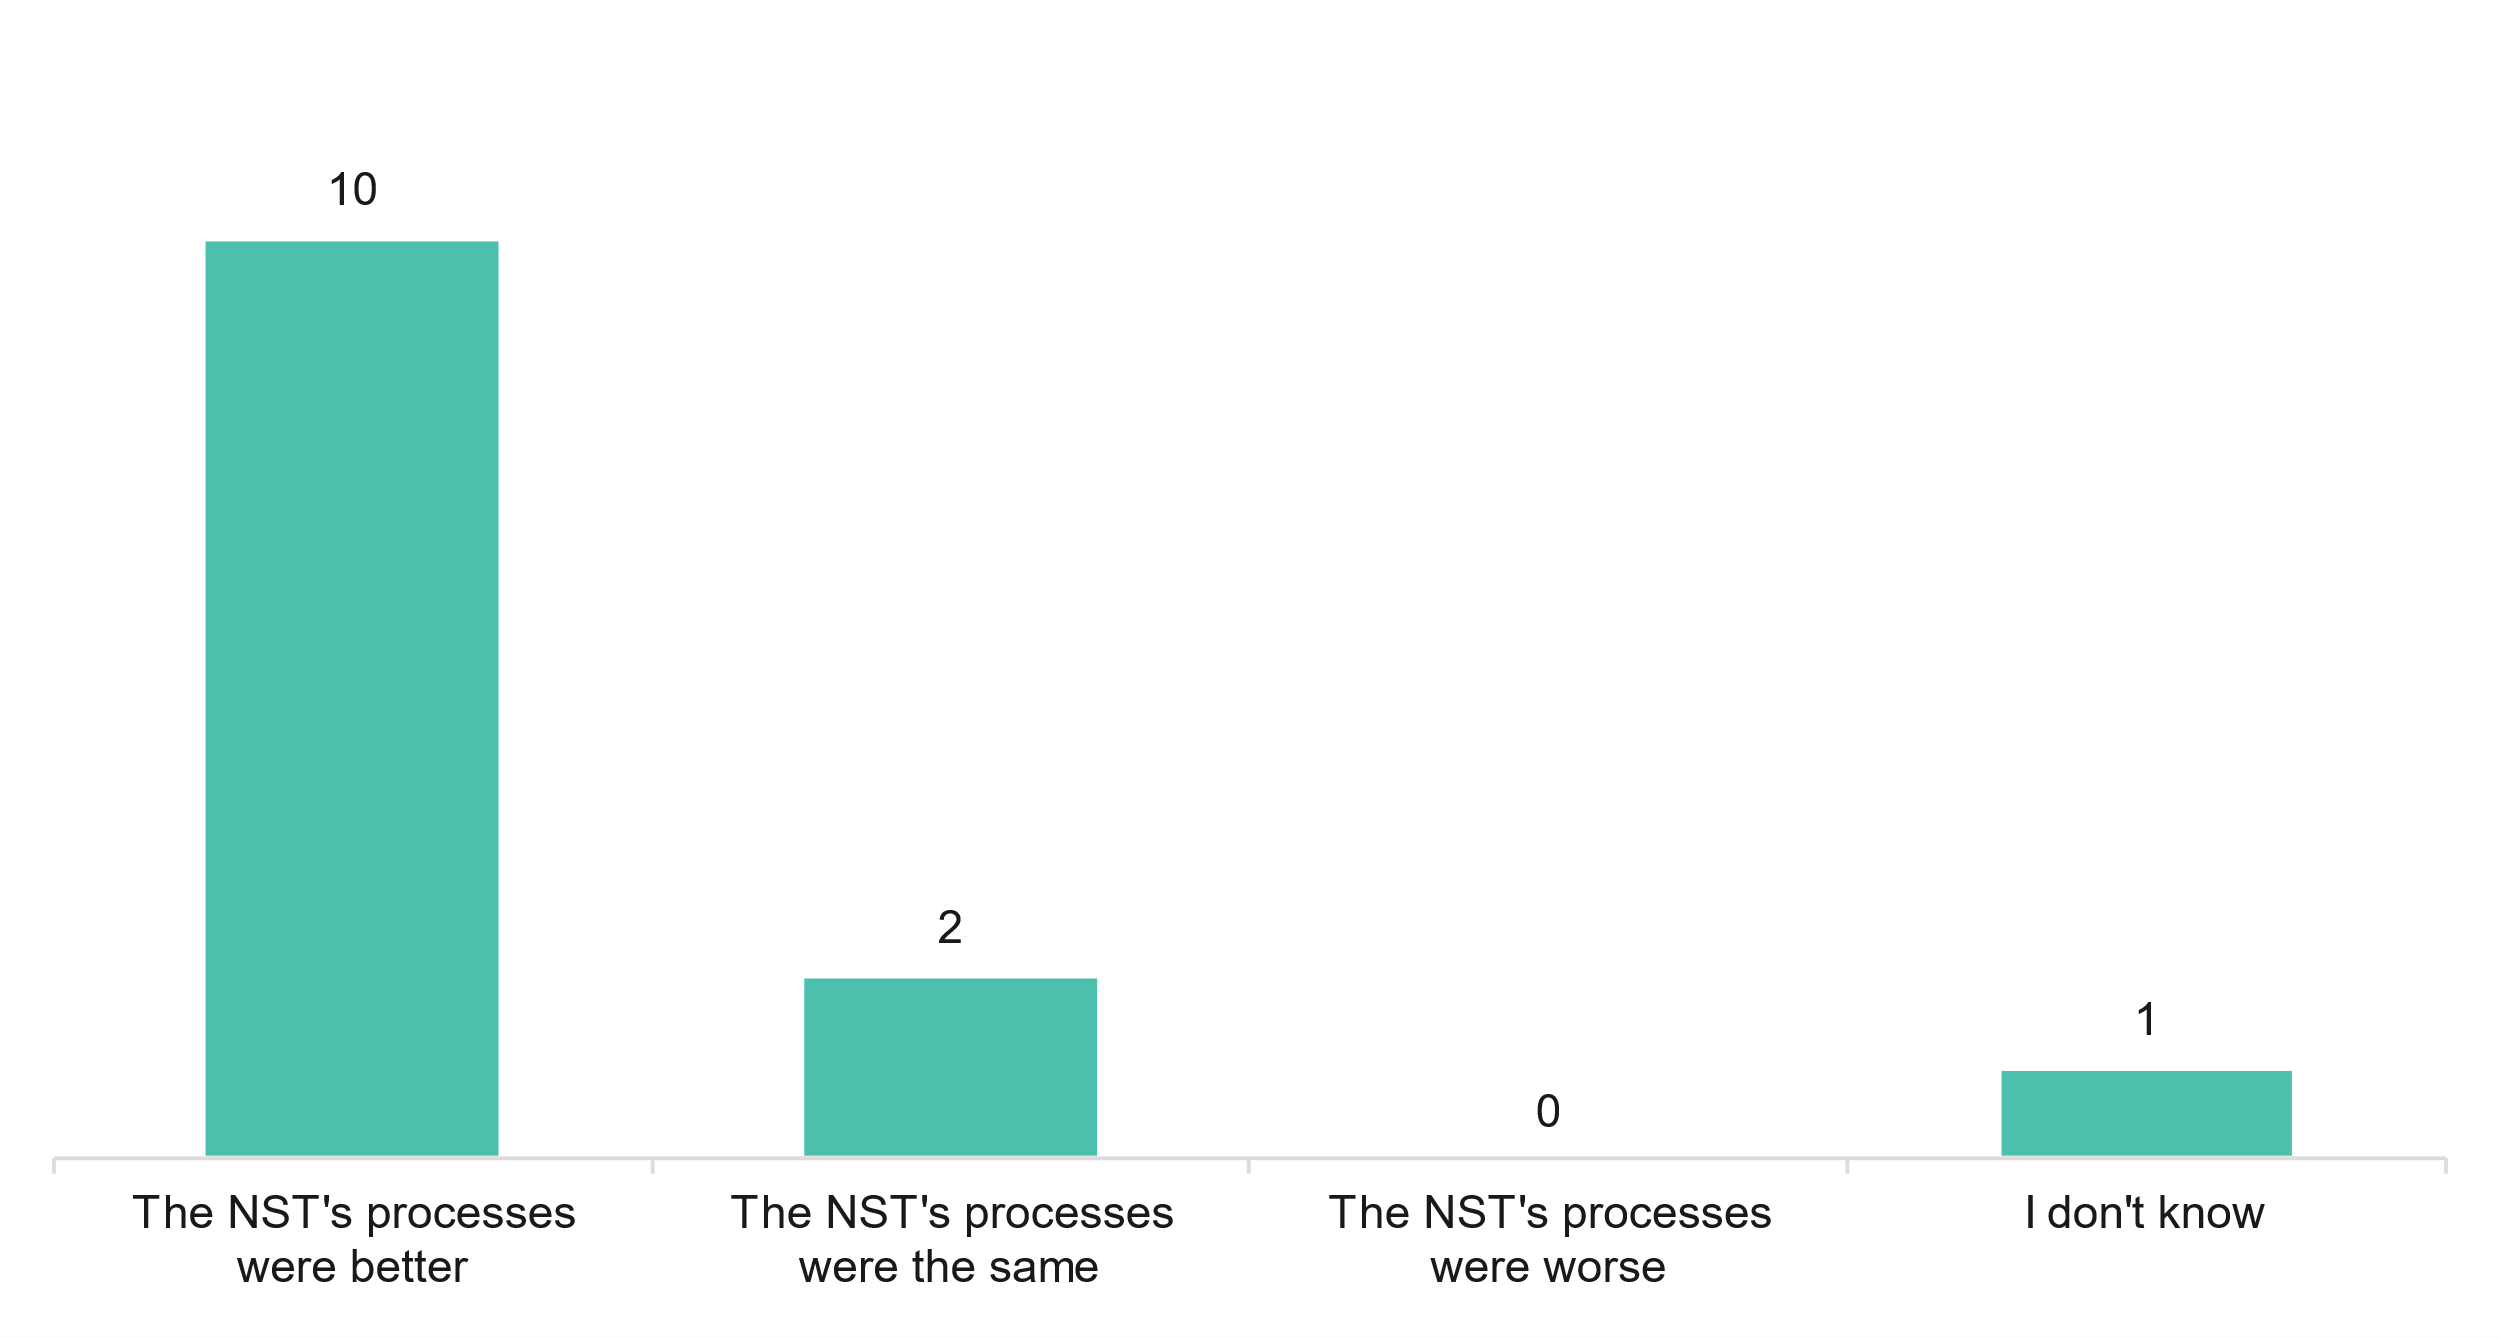 10
2
0
1
The NST's processes
were better
The NST's processes
were the same
The NST's processes
were worse
I don't know